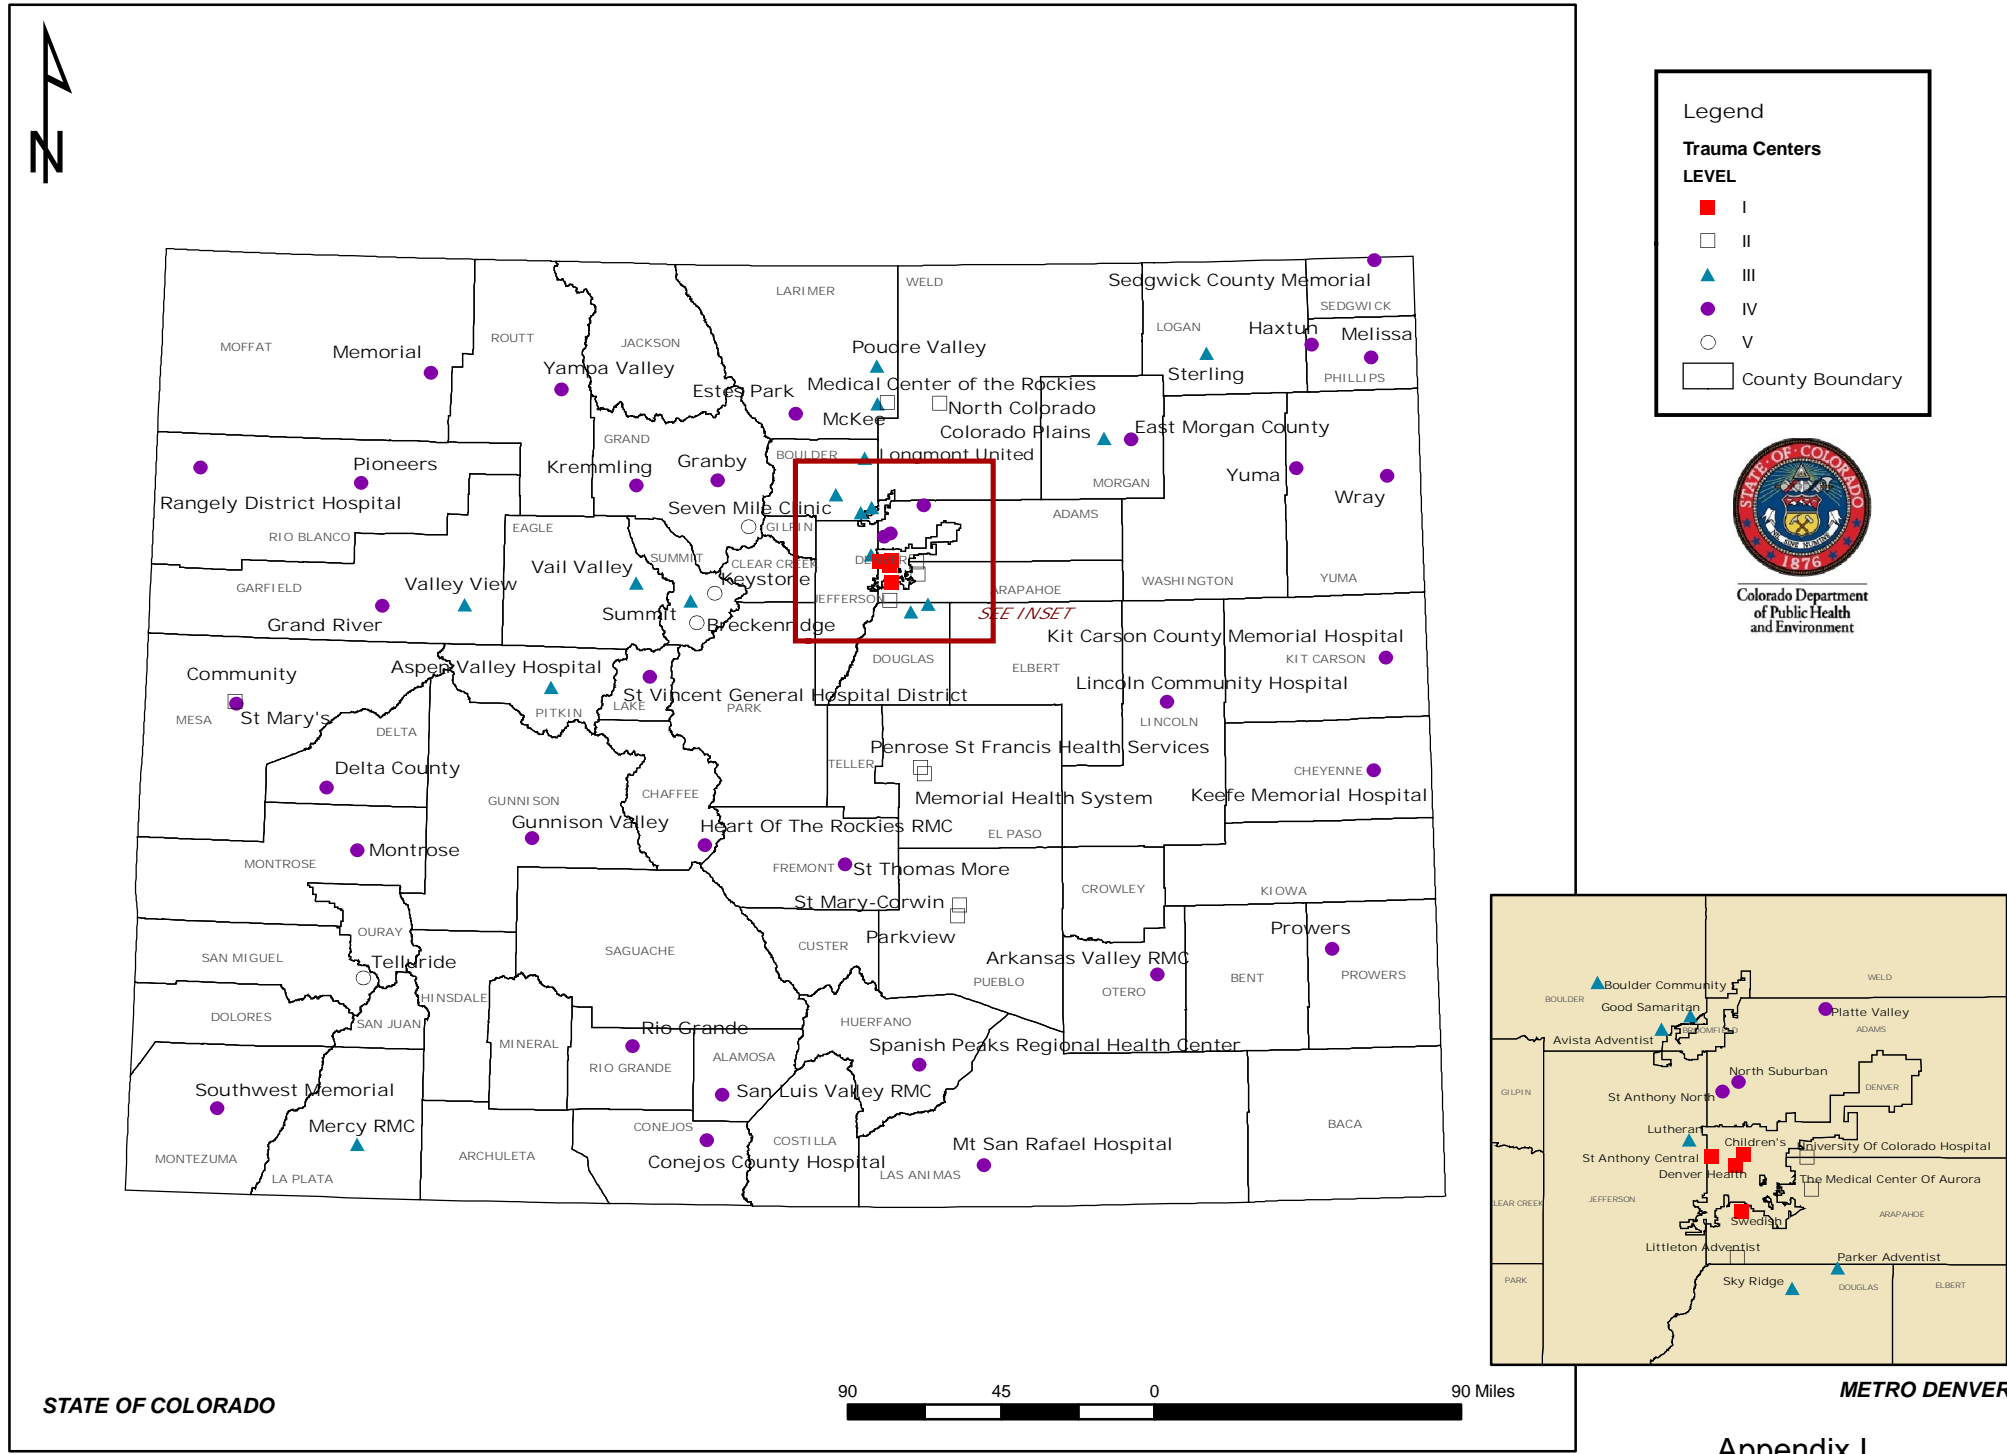 N
Legend
Trauma Centers
LEVEL
I
II
III
IV
V
County Boundary
STATE OF COLORADO
NIL SINE NUMINE
1876
Colorado Department
of Public Health
and Environment
LARIMER
WELD
Sedgwick County Memorial
SEDGWICK
MOFFAT
ROUTT
JACKSON
LOGAN
Haxtun
Melissa
Memorial
Yampa Valley
Poudre Valley
Sterling
PHILLIPS
Estes Park
Medical Center of the Rockies
McKee
North Colorado
Colorado Plains
East Morgan County
GRAND
BOULDER
Longmont United
Pioneers
Kremmling
Granby
Yuma
Wray
MORGAN
Rangely District Hospital
Seven Mile Clinic
GILPIN
ADAMS
RIO BLANCO
EAGLE
SUMMIT
CLEAR CREEK
DENVER
Vail Valley
Keystone
GARFIELD
Valley View
WASHINGTON
YUMA
JEFFERSON
ARAPAHOE
Grand River
Summit
Breckenridge
SEE INSET
Kit Carson County Memorial Hospital
KIT CARSON
Community
Aspen Valley Hospital
DOUGLAS
ELBERT
Lincoln Community Hospital
St Vincent General Hospital District
MESA
St Mary's
PITKIN
LAKE
PARK
LINCOLN
DELTA
Penrose St Francis Health Services
Delta County
TELLER
CHEYENNE
GUNNISON
CHAFFEE
Memorial Health System
Keefe Memorial Hospital
Gunnison Valley
Heart Of The Rockies RMC
EL PASO
MONTROSE
Montrose
FREMONT
St Thomas More
CROWLEY
KIOWA
St Mary-Corwin
OURAY
SAN MIGUEL
SAGUACHE
CUSTER
Parkview
Prowers
Telluride
Arkansas Valley RMC
PUEBLO
OTERO
BENT
PROWERS
HINSDALE
DOLORES
SAN JUAN
HUERFANO
Rio Grande
MINERAL
RIO GRANDE
ALAMOSA
Spanish Peaks Regional Health Center
Southwest Memorial
San Luis Valley RMC
Mercy RMC
CONEJOS
COSTILLA
Mt San Rafael Hospital
BACA
MONTEZUMA
ARCHULETA
Conejos County Hospital
LAS ANIMAS
LA PLATA
WELD
BOULDER
Boulder Community
Good Samaritan
Platte Valley
BROOMFIELD
ADAMS
Avista Adventist
North Suburban
GILPIN
DENVER
St Anthony North
Lutheran
Children's
University Of Colorado Hospital
St Anthony Central
Denver Health
The Medical Center Of Aurora
LEAR CREEK
JEFFERSON
ARAPAHOE
Swedish
Littleton Adventist
Parker Adventist
PARK
Sky Ridge
DOUGLAS
ELBERT
STATE OF COLORADO
90 45 0 90 Miles
METRO DENVER
Appendix I